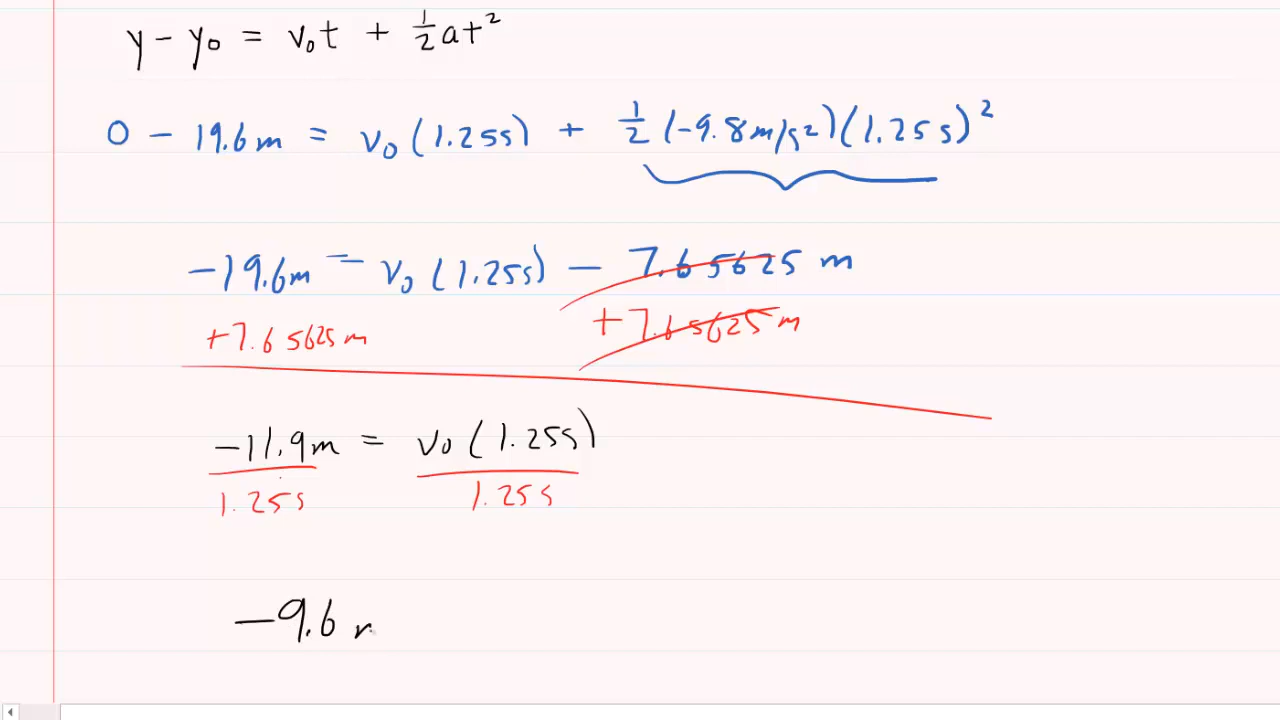 y - y₀ = v₀t + ½at²
0 - 19.6m = v₀(1.25s) + ½(-9.8m/s²)(1.25s)²
-19.6m = v₀(1.25s) - 7.65625 m
+7.65625m +7.65625m
-11.9m = v₀(1.25s)
1.25s 1.25s
-9.6 m